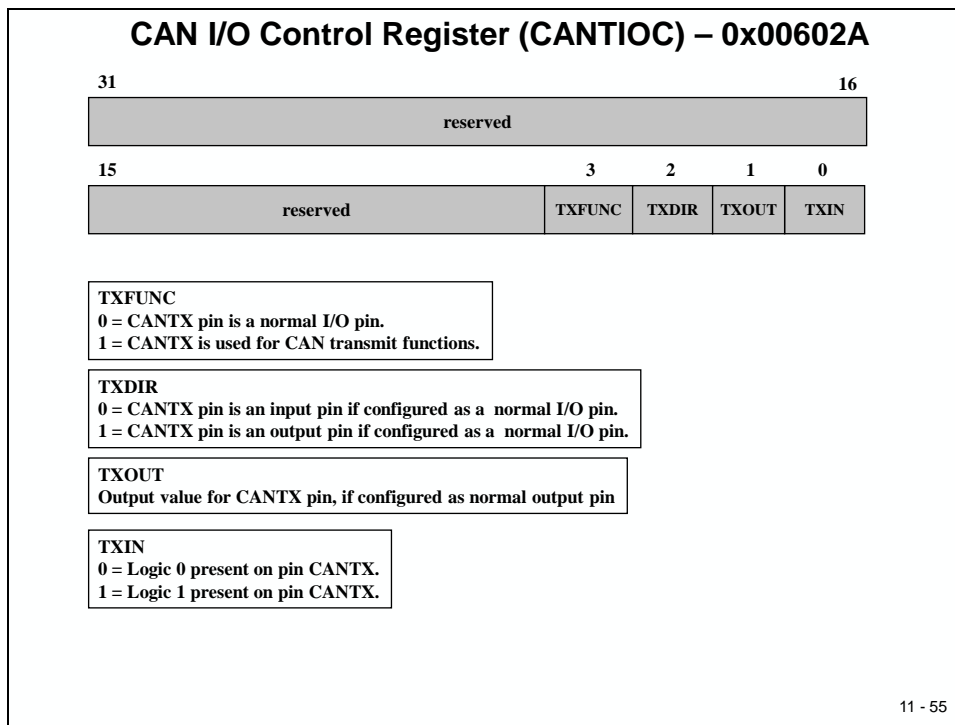 CAN I/O Control Register (CANTIOC) – 0x00602A
31 16
reserved
15 3 2 1 0
reserved TXFUNC TXDIR TXOUT TXIN
TXFUNC
0 = CANTX pin is a normal I/O pin.
1 = CANTX is used for CAN transmit functions.
TXDIR
0 = CANTX pin is an input pin if configured as a normal I/O pin.
1 = CANTX pin is an output pin if configured as a normal I/O pin.
TXOUT
Output value for CANTX pin, if configured as normal output pin
TXIN
0 = Logic 0 present on pin CANTX.
1 = Logic 1 present on pin CANTX.
11 - 55